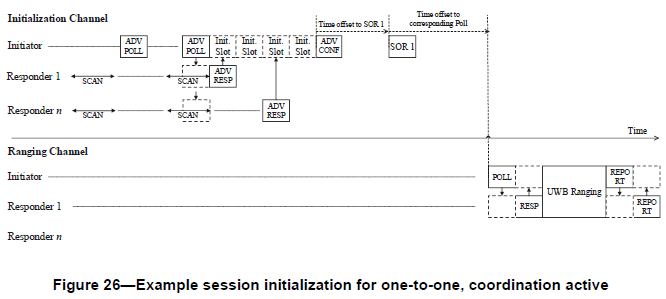 Initialization Channel
Time offset to SOR 1
Time offset to
corresponding Poll
Initiator
ADV
POLL
ADV
POLL
Init.
Slot
Init.
Slot
Init.
Slot
Init.
Slot
ADV
CONF
SOR 1
Responder 1
SCAN
SCAN
ADV
RESP
Responder n
SCAN
SCAN
ADV
RESP
Time
Ranging Channel
Initiator
POLL
UWB Ranging
REPO
RT
Responder 1
RESP
REPO
RT
Responder n
Figure 26—Example session initialization for one-to-one, coordination active